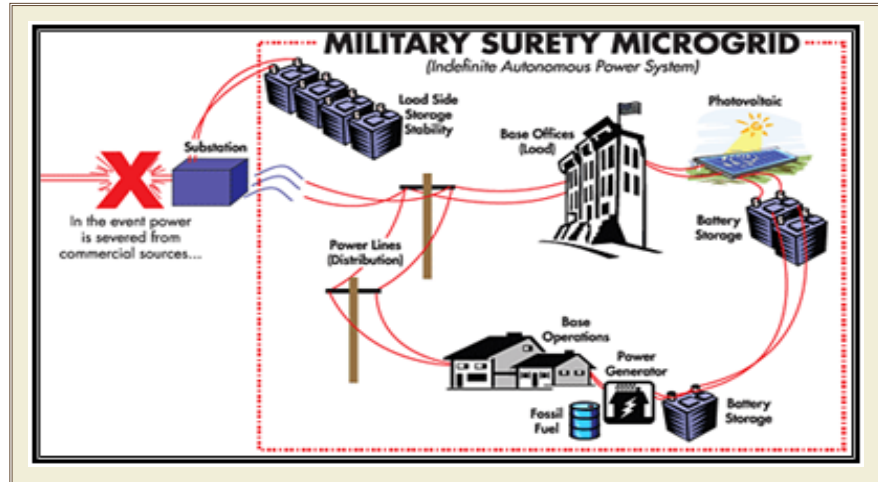 MILITARY SURETY MICROGRID
(Indefinite Autonomous Power System)
Load Side
Storage
Stability
Photovoltaic
Base Offices
(Load)
Substation
In the event power
is severed from
commercial sources...
Battery
Storage
Power Lines
(Distribution)
Base
Operations
Power
Generator
Fossil
Fuel
Battery
Storage